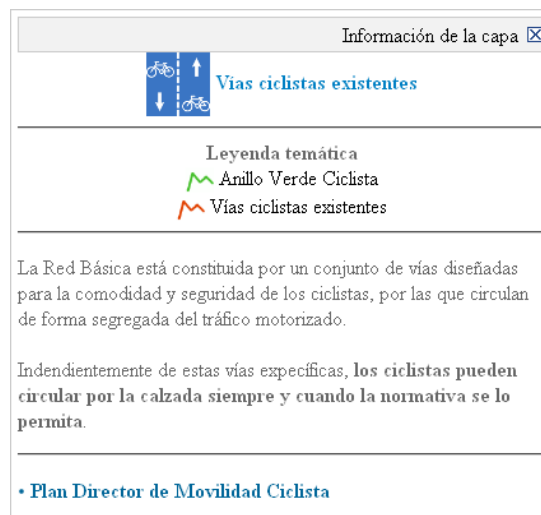 Información de la capa
Vías ciclistas existentes
Leyenda temática
Anillo Verde Ciclista
Vías ciclistas existentes
La Red Básica está constituida por un conjunto de vías diseñadas
para la comodidad y seguridad de los ciclistas, por las que circulan
de forma segregada del tráfico motorizado.
Indendientemente de estas vías expecíficas, los ciclistas pueden
circular por la calzada siempre y cuando la normativa se lo
permita.
• Plan Director de Movilidad Ciclista